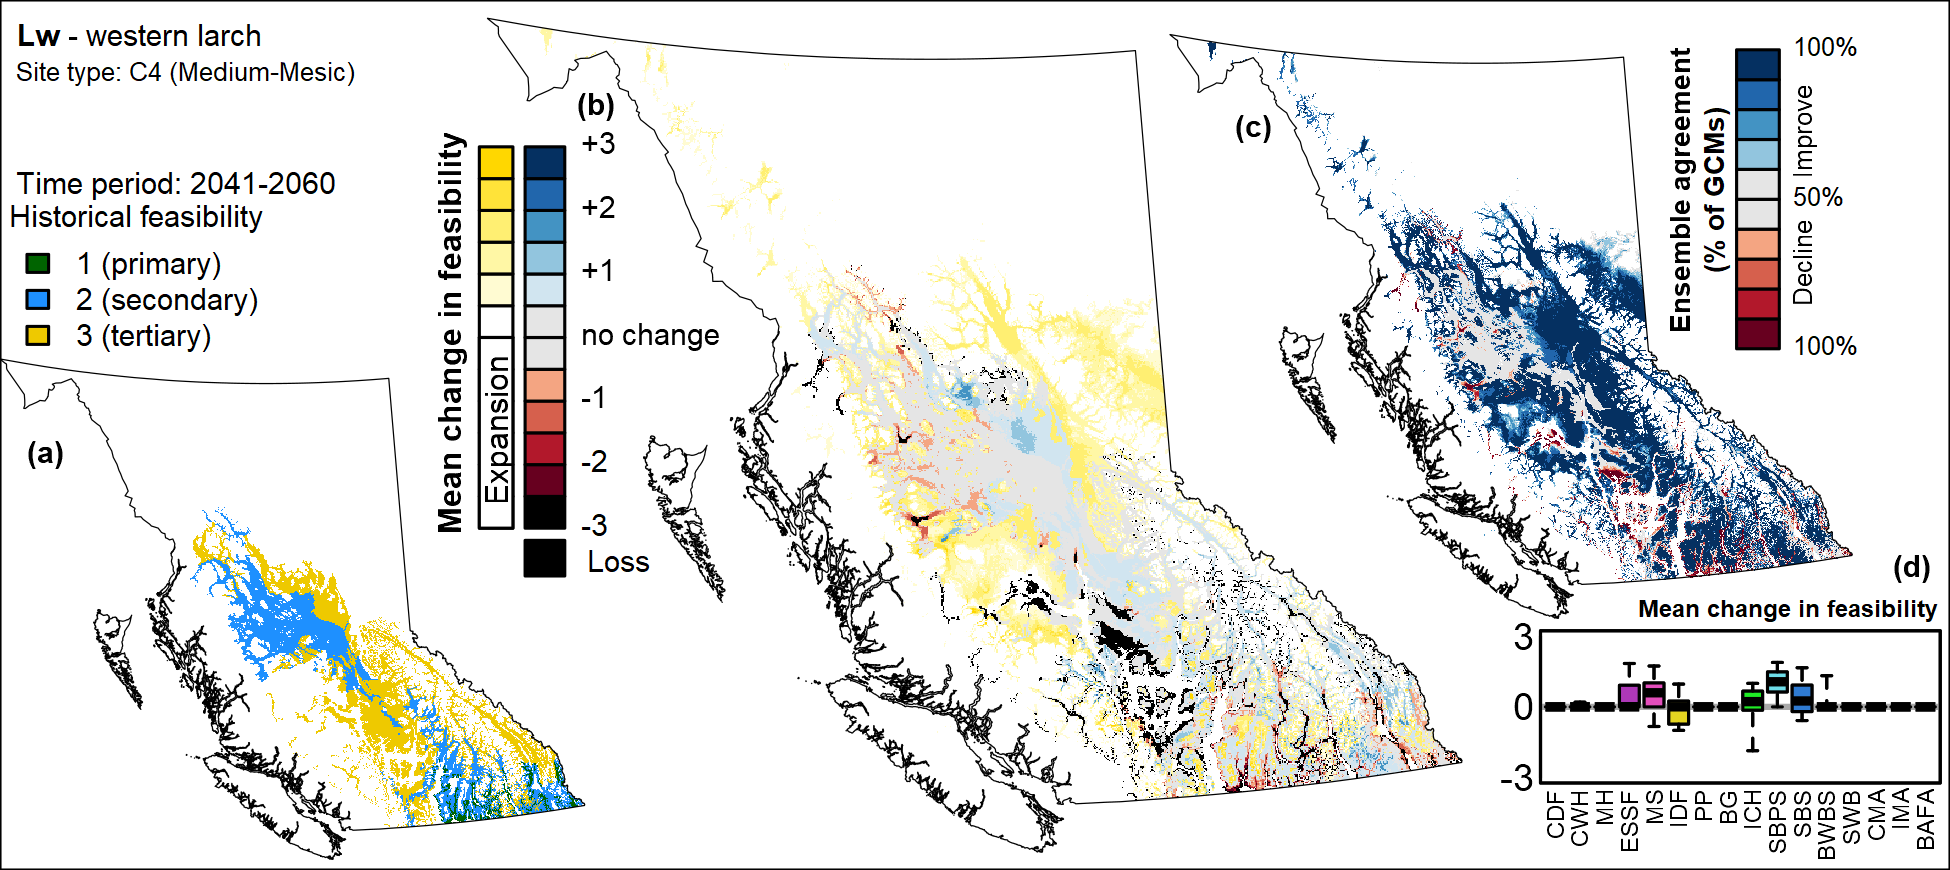 Lw - western larch
Site type: C4 (Medium-Mesic)
Time period: 2041-2060
Historical feasibility
1 (primary)
2 (secondary)
3 (tertiary)
(a)
(b)
Mean change in feasibility
Expansion
+3
+2
+1
no change
-1
-2
-3
Loss
(c)
Ensemble agreement
(% of GCMs)
100%
Improve
50%
Decline
100%
(d)
Mean change in feasibility
3
0
-3
CDF
CWH
MH
ESSF
MS
IDF
PP
BG
ICH
SBPS
SBS
BWBS
SWB
CMA
IMA
BAFA